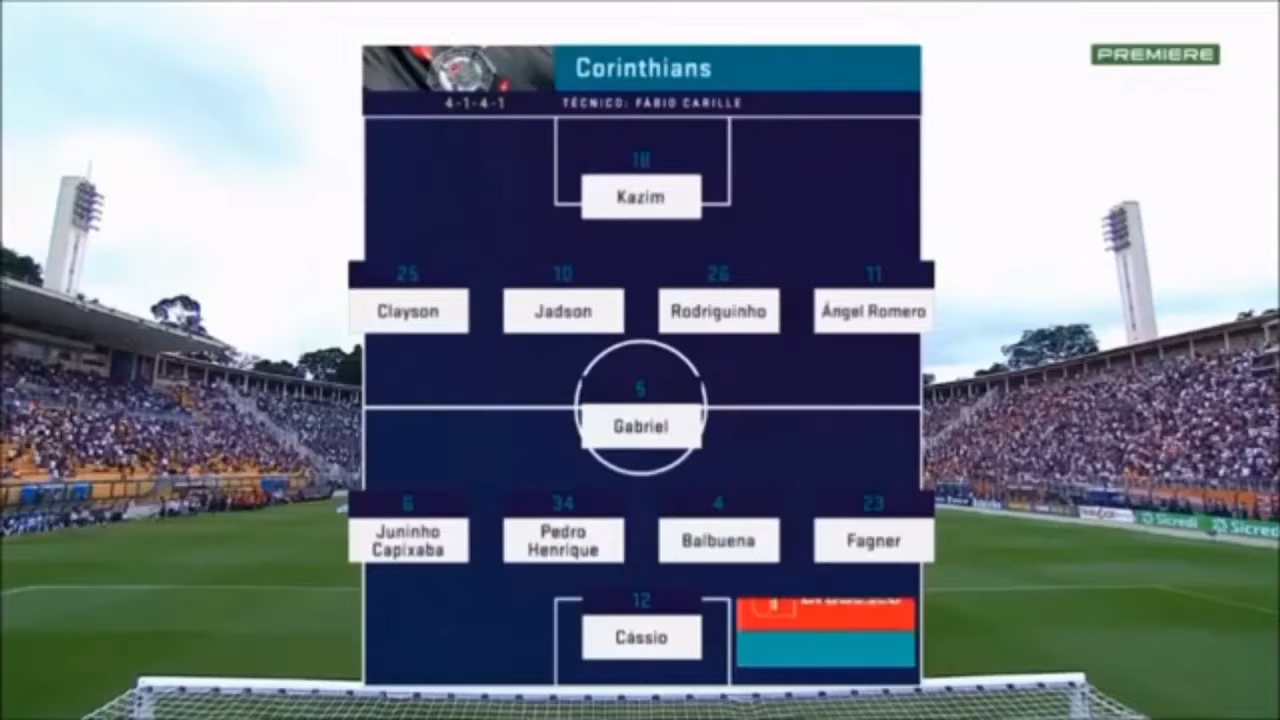 Corinthians
PREMIERE
4-1-4-1 TÉCNICO: FÁBIO CARILLE
18
Kazim
25 10 26 11
Clayson Jadson Rodriguinho Ángel Romero
5
Gabriel
6 34 4 23
Juninho Capixaba
Pedro Henrique
Balbuena Fagner
12
Cássio
Sicredi Sicredi